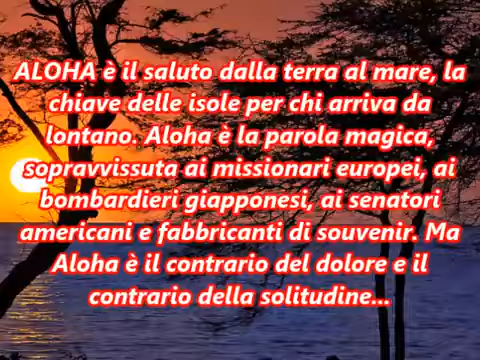 ALOHA è il saluto dalla terra al mare, la
chiave delle isole per chi arriva da
lontano. Aloha è la parola magica,
sopravvissuta ai missionari europei, ai
bombardieri giapponesi, ai senatori
americani e fabbricanti di souvenir. Ma
Aloha è il contrario del dolore e il
contrario della solitudine...